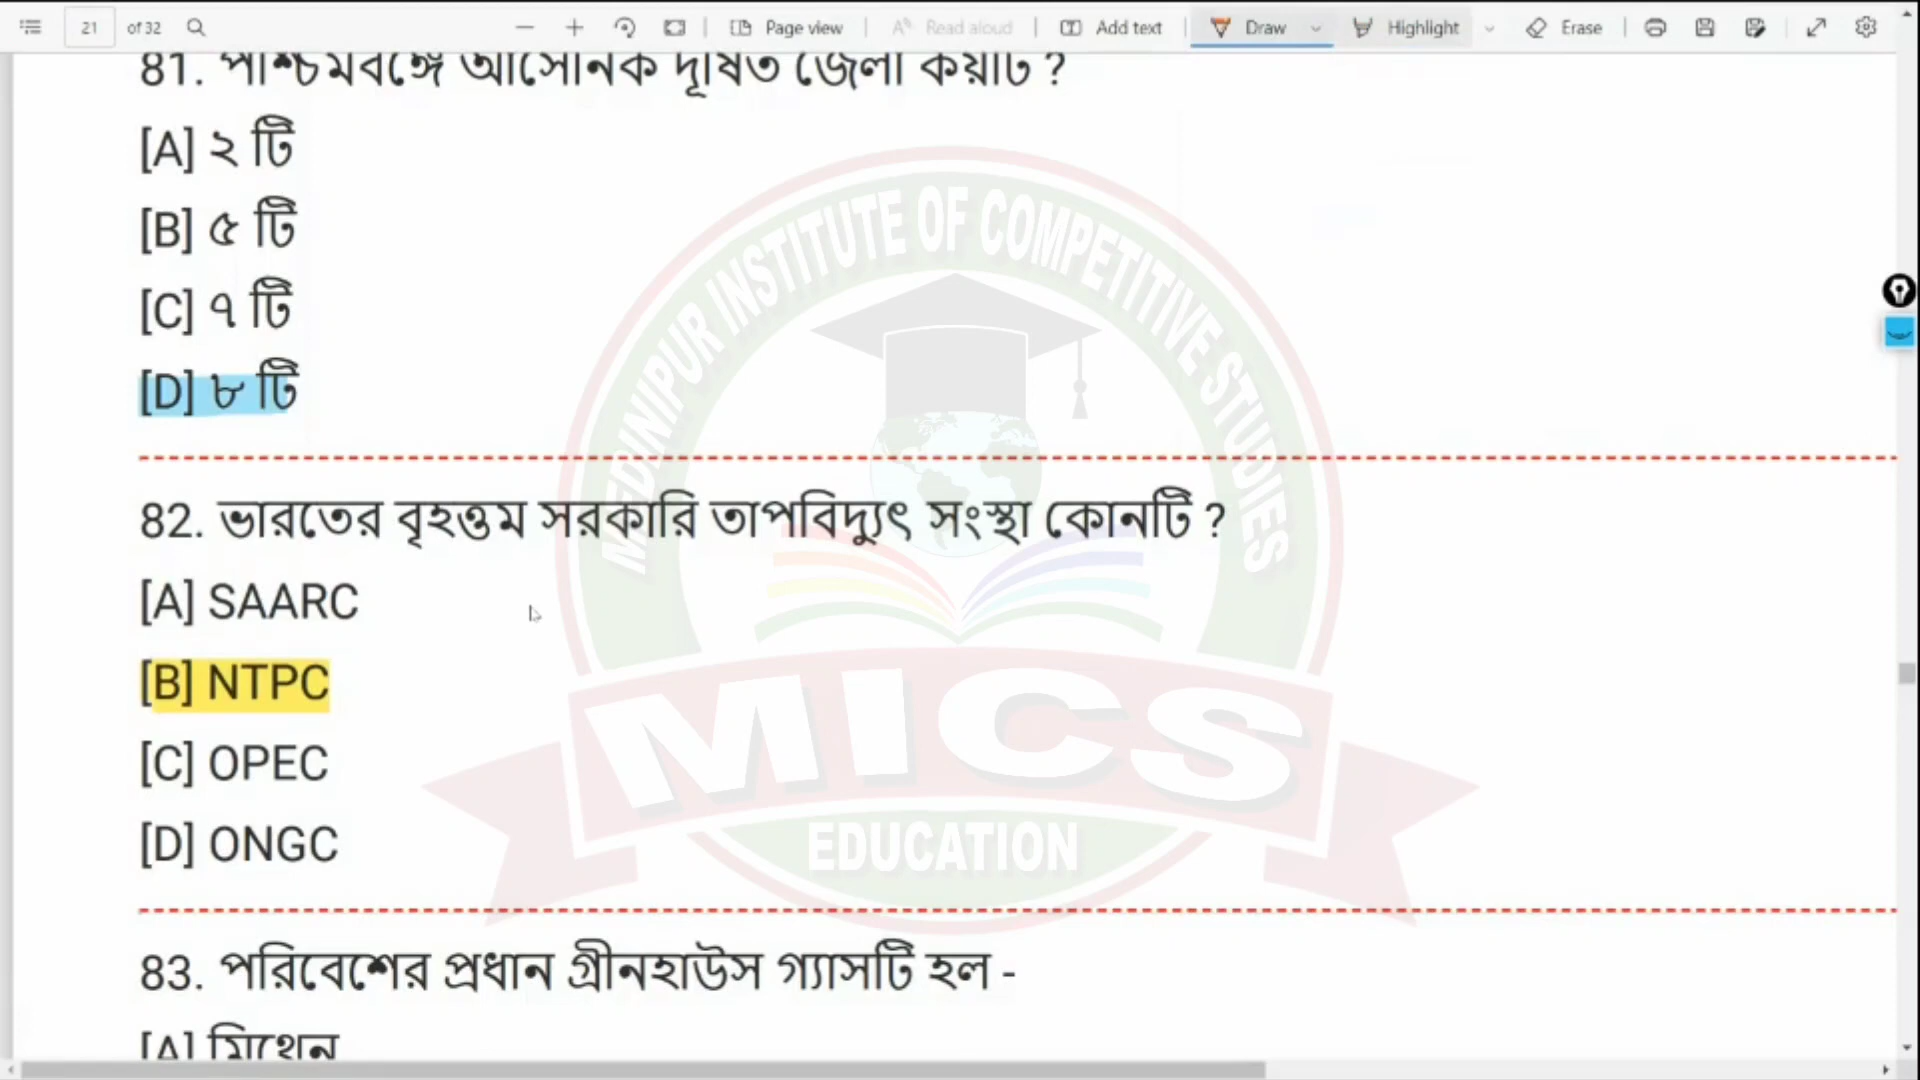 21 of 32 Page view Read aloud Add text Draw Highlight Erase
81. পশ্চিমবঙ্গে আর্সেনিক দূষিত জেলা কয়টি ?
[A] ২ টি
[B] ৫ টি
[C] ৭ টি
[D] ৮ টি
82. ভারতের বৃহত্তম সরকারি তাপবিদ্যুৎ সংস্থা কোনটি ?
[A] SAARC
[B] NTPC
[C] OPEC
[D] ONGC
83. পরিবেশের প্রধান গ্রীনহাউস গ্যাসটি হল -
[A] মিথেন
MEDINIPUR INSTITUTE OF COMPETITIVE STUDIES
MICS
EDUCATION